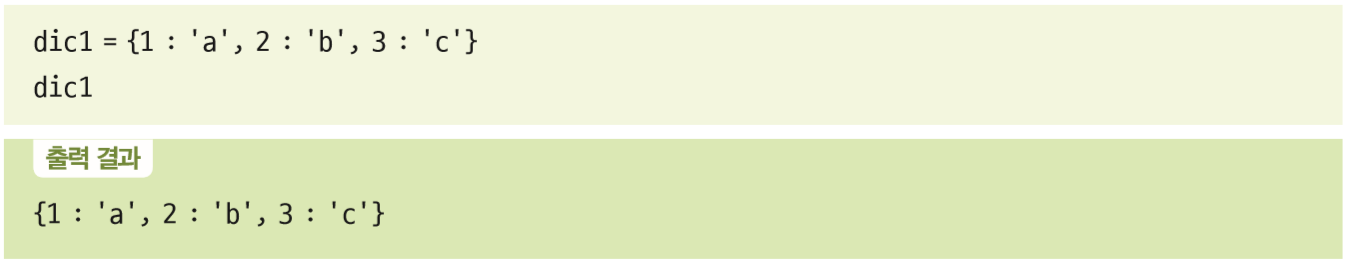 dic1 = {1 : 'a', 2 : 'b', 3 : 'c'}
dic1
출력 결과
{1 : 'a', 2 : 'b', 3 : 'c'}